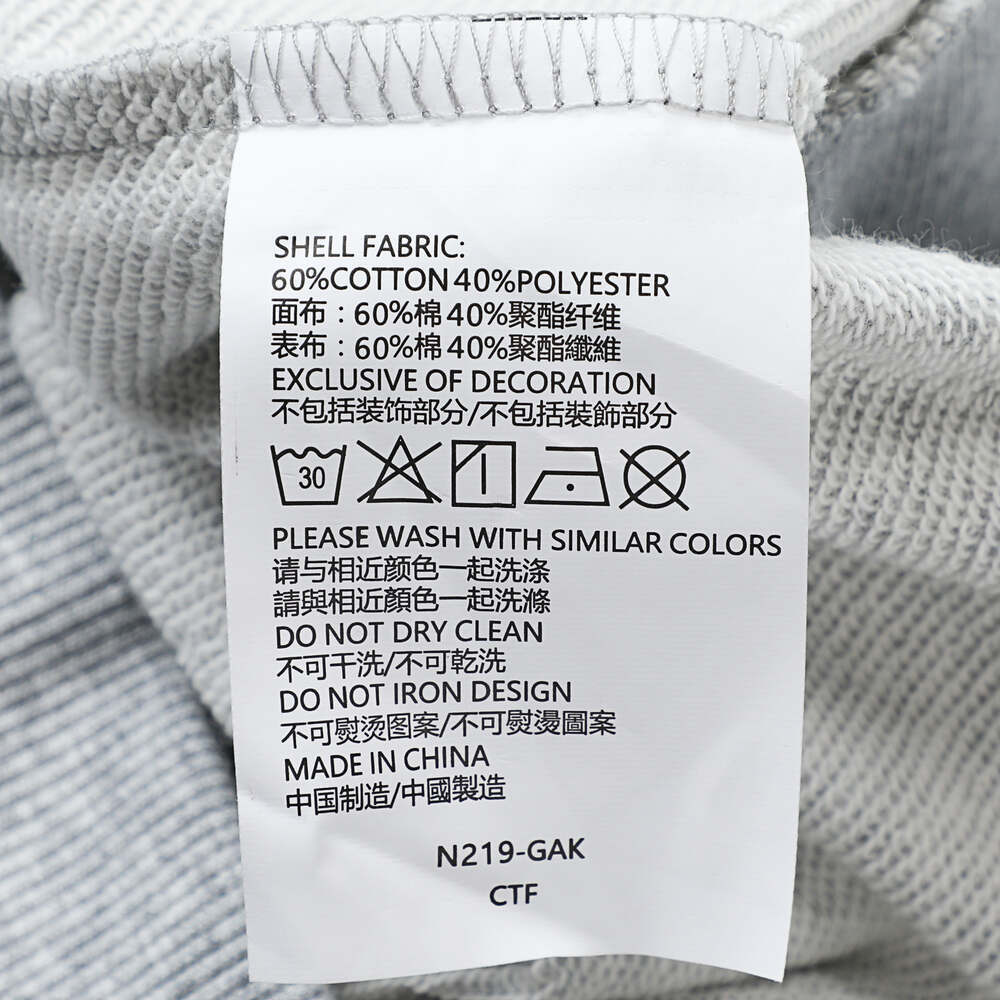 SHELL FABRIC:
60%COTTON 40%POLYESTER
面布：60%棉 40%聚酯纤维
表布：60%棉 40%聚酯纖維
EXCLUSIVE OF DECORATION
不包括装饰部分/不包括裝飾部分
30
PLEASE WASH WITH SIMILAR COLORS
请与相近颜色一起洗涤
請與相近顏色一起洗滌
DO NOT DRY CLEAN
不可干洗/不可乾洗
DO NOT IRON DESIGN
不可熨烫图案/不可熨燙圖案
MADE IN CHINA
中国制造/中國製造
N219-GAK
CTF